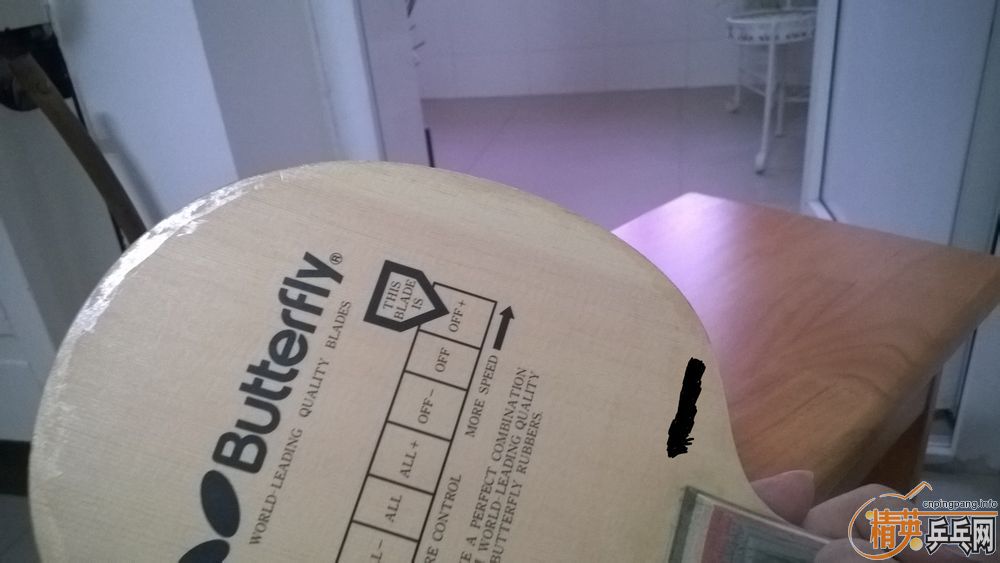 Butterfly®
WORLD-LEADING QUALITY BLADES
THIS
BLADE
IS
OFF+
OFF
OFF-
ALL+
ALL
MORE SPEED
CONTROL
A PERFECT COMBINATION
WORLD-LEADING QUALITY
BUTTERFLY RUBBERS.
cnpingpang.info
精英乒乓网